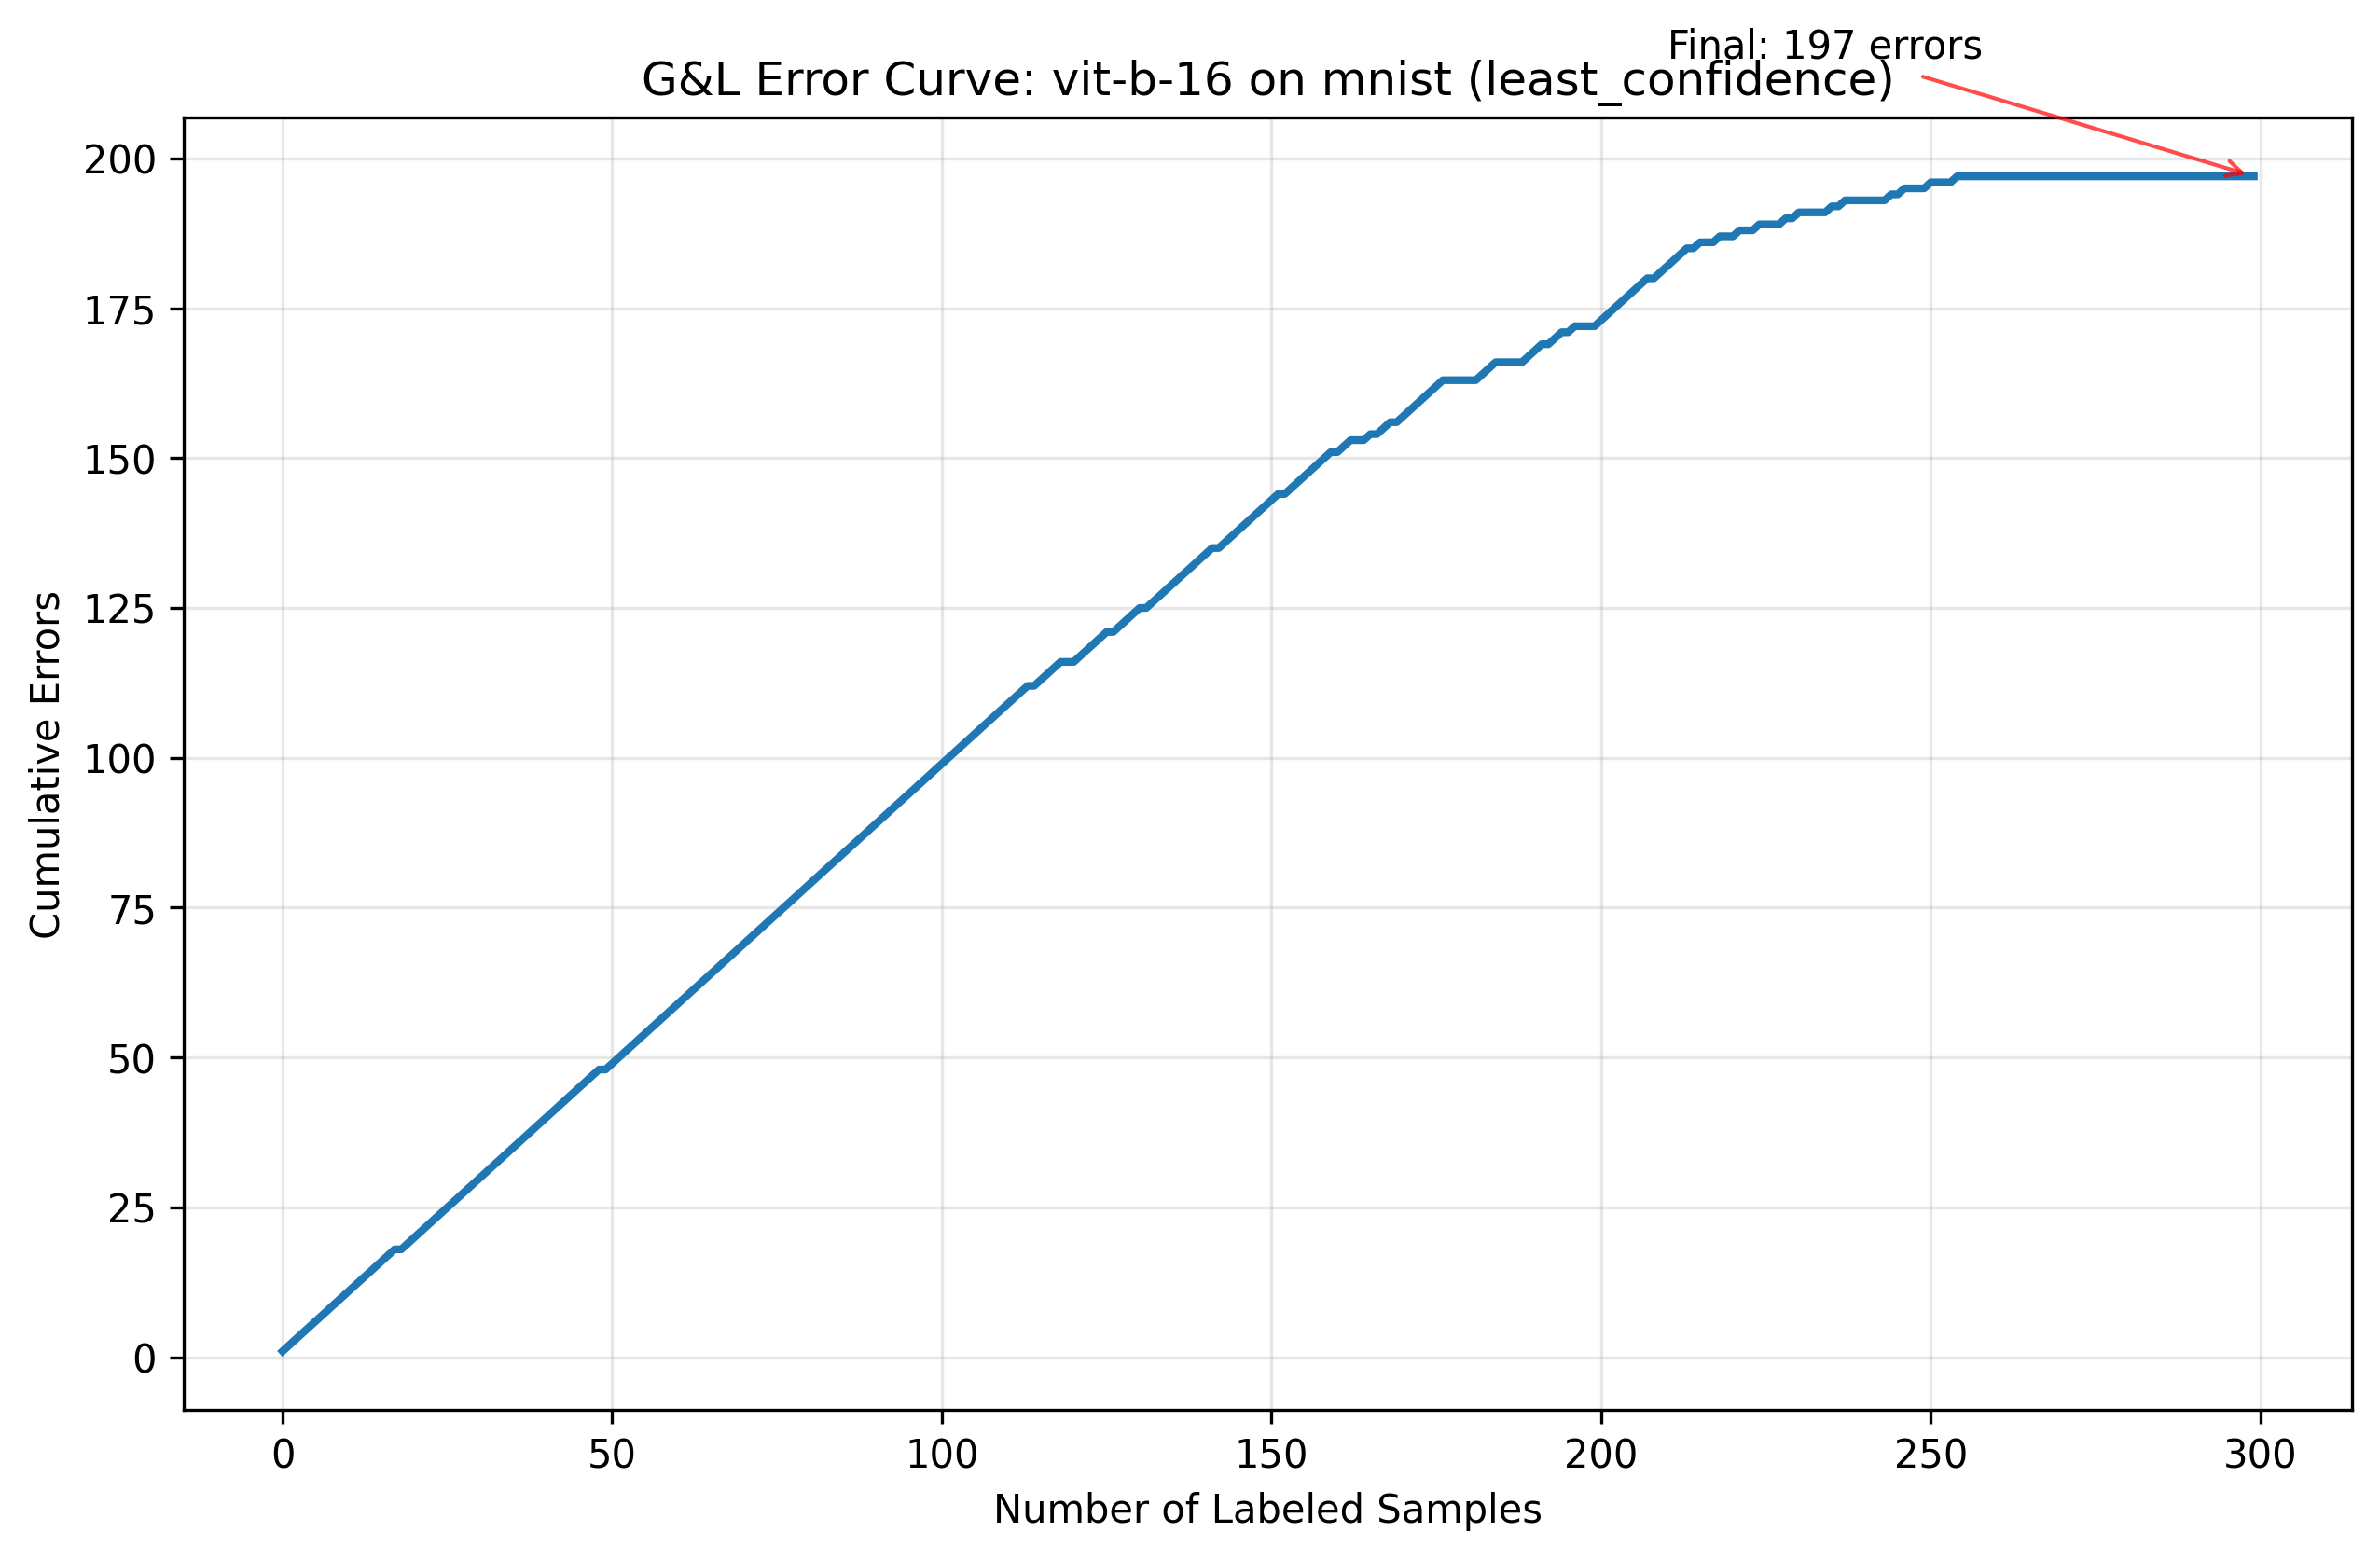 Final: 197 errors
G&L Error Curve: vit-b-16 on mnist (least_confidence)
200
175
150
125
100
75
50
25
0
Cumulative Errors
0 50 100 150 200 250 300
Number of Labeled Samples